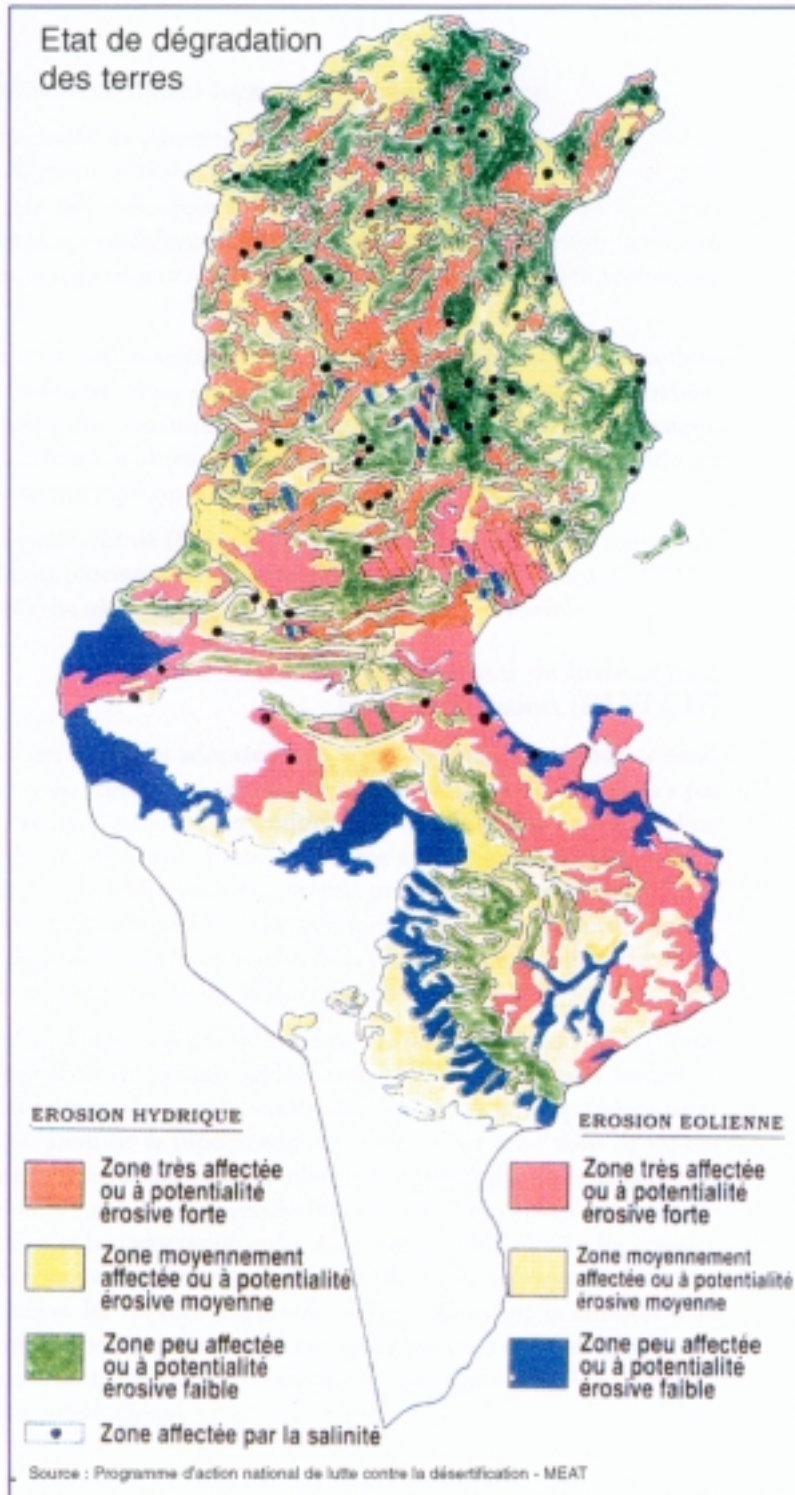 Etat de dégradation
des terres
EROSION HYDRIQUE
Zone très affectée
ou à potentialité
érosive forte
Zone moyennement
affectée ou à potentialité
érosive moyenne
Zone peu affectée
ou à potentialité
érosive faible
Zone affectée par la salinité
EROSION EOLIENNE
Zone très affectée
ou à potentialité
érosive forte
Zone moyennement
affectée ou à potentialité
érosive moyenne
Zone peu affectée
ou à potentialité
érosive faible
Source : Programme d'action national de lutte contre la désertification - MEAT